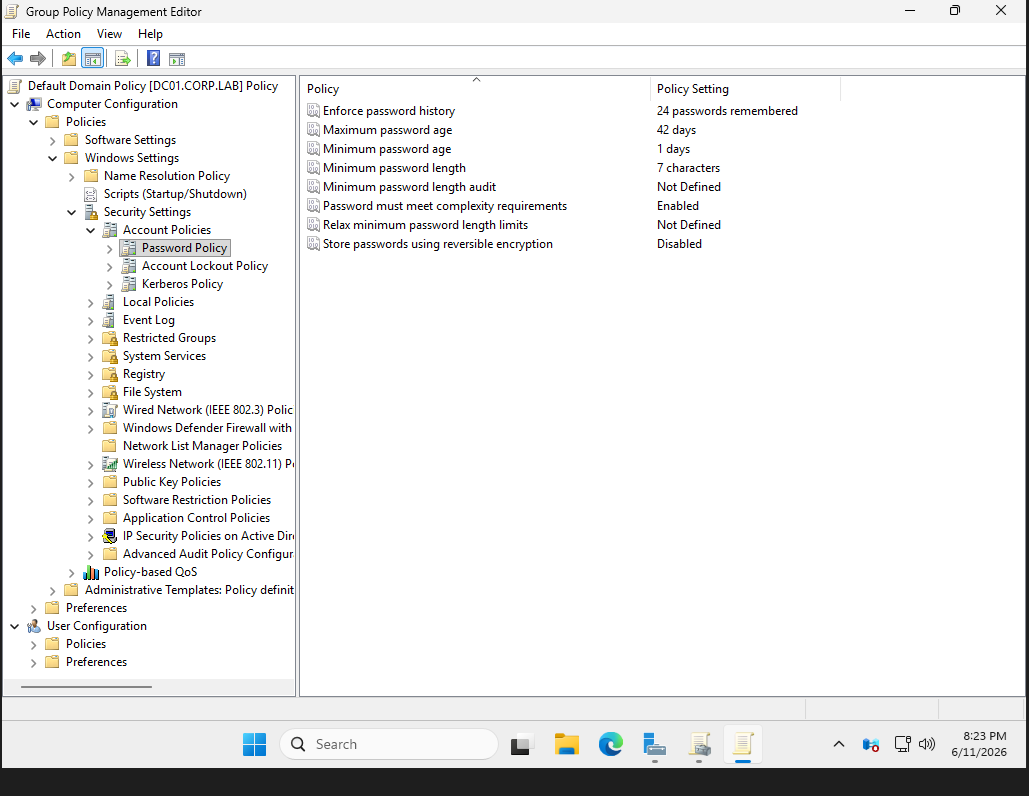 Group Policy Management Editor
File Action View Help
Default Domain Policy [DC01.CORP.LAB] Policy
Computer Configuration
Policies
Software Settings
Windows Settings
Name Resolution Policy
Scripts (Startup/Shutdown)
Security Settings
Account Policies
Password Policy
Account Lockout Policy
Kerberos Policy
Local Policies
Event Log
Restricted Groups
System Services
Registry
File System
Wired Network (IEEE 802.3) Polic
Windows Defender Firewall with
Network List Manager Policies
Wireless Network (IEEE 802.11) P
Public Key Policies
Software Restriction Policies
Application Control Policies
IP Security Policies on Active Dir
Advanced Audit Policy Configur
Policy-based QoS
Administrative Templates: Policy definit
Preferences
User Configuration
Policies
Preferences
Policy Policy Setting
Enforce password history 24 passwords remembered
Maximum password age 42 days
Minimum password age 1 days
Minimum password length 7 characters
Minimum password length audit Not Defined
Password must meet complexity requirements Enabled
Relax minimum password length limits Not Defined
Store passwords using reversible encryption Disabled
Search
8:23 PM
6/11/2026